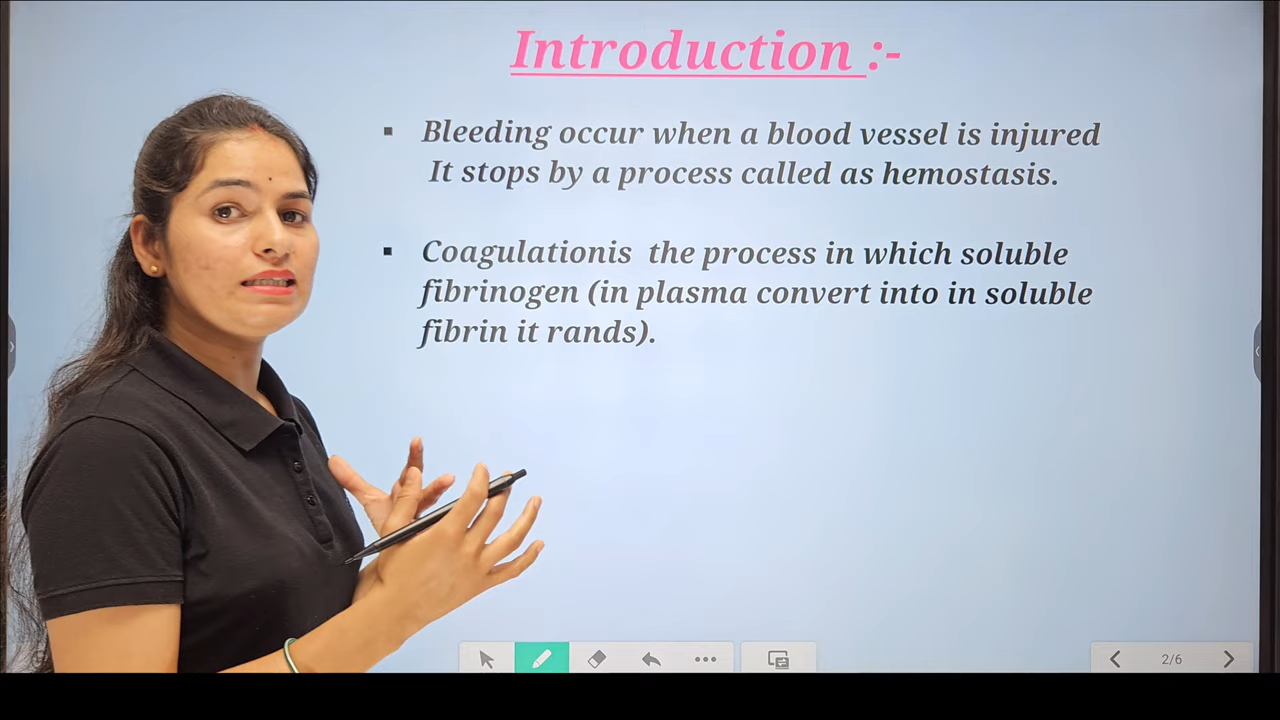 Introduction :-
▪ Bleeding occur when a blood vessel is injured
It stops by a process called as hemostasis.
▪ Coagulationis the process in which soluble
fibrinogen (in plasma convert into in soluble
fibrin it rands).
2/6